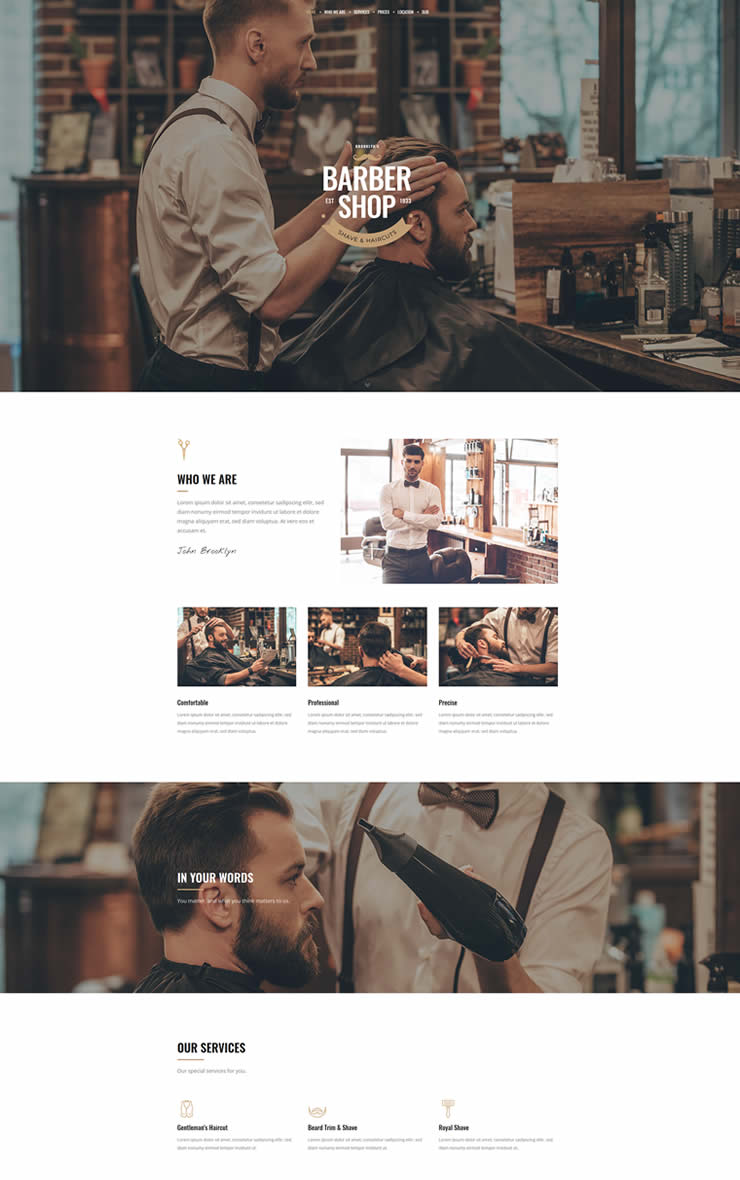 HOME • WHO WE ARE • SERVICES • PRICES • LOCATION • JOIN
BROOKLYN'S
BARBER
EST SHOP 1933
SHAVE & HAIRCUTS
WHO WE ARE
Lorem ipsum dolor sit amet, consetetur sadipscing elitr, sed
diam nonumy eirmod tempor invidunt ut labore et dolore
magna aliquyam erat, sed diam voluptua. At vero eos et
accusam et.
John Brooklyn
Comfortable
Lorem ipsum dolor sit amet, consetetur sadipscing elitr, sed
diam nonumy eirmod tempor invidunt ut labore et dolore
magna aliquyam erat, sed diam voluptua.
Professional
Lorem ipsum dolor sit amet, consetetur sadipscing elitr, sed
diam nonumy eirmod tempor invidunt ut labore et dolore
magna aliquyam erat, sed diam voluptua.
Precise
Lorem ipsum dolor sit amet, consetetur sadipscing elitr, sed
diam nonumy eirmod tempor invidunt ut labore et dolore
magna aliquyam erat, sed diam voluptua.
IN YOUR WORDS
You matter, and what you think matters to us.
OUR SERVICES
Our special services for you.
Gentleman's Haircut
Lorem ipsum dolor sit amet, consetetur sadipscing elitr, sed
diam nonumy eirmod tempor invidunt ut.
Beard Trim & Shave
Lorem ipsum dolor sit amet, consetetur sadipscing elitr, sed
diam nonumy eirmod tempor invidunt ut.
Royal Shave
Lorem ipsum dolor sit amet, consetetur sadipscing elitr, sed
diam nonumy eirmod tempor invidunt ut.